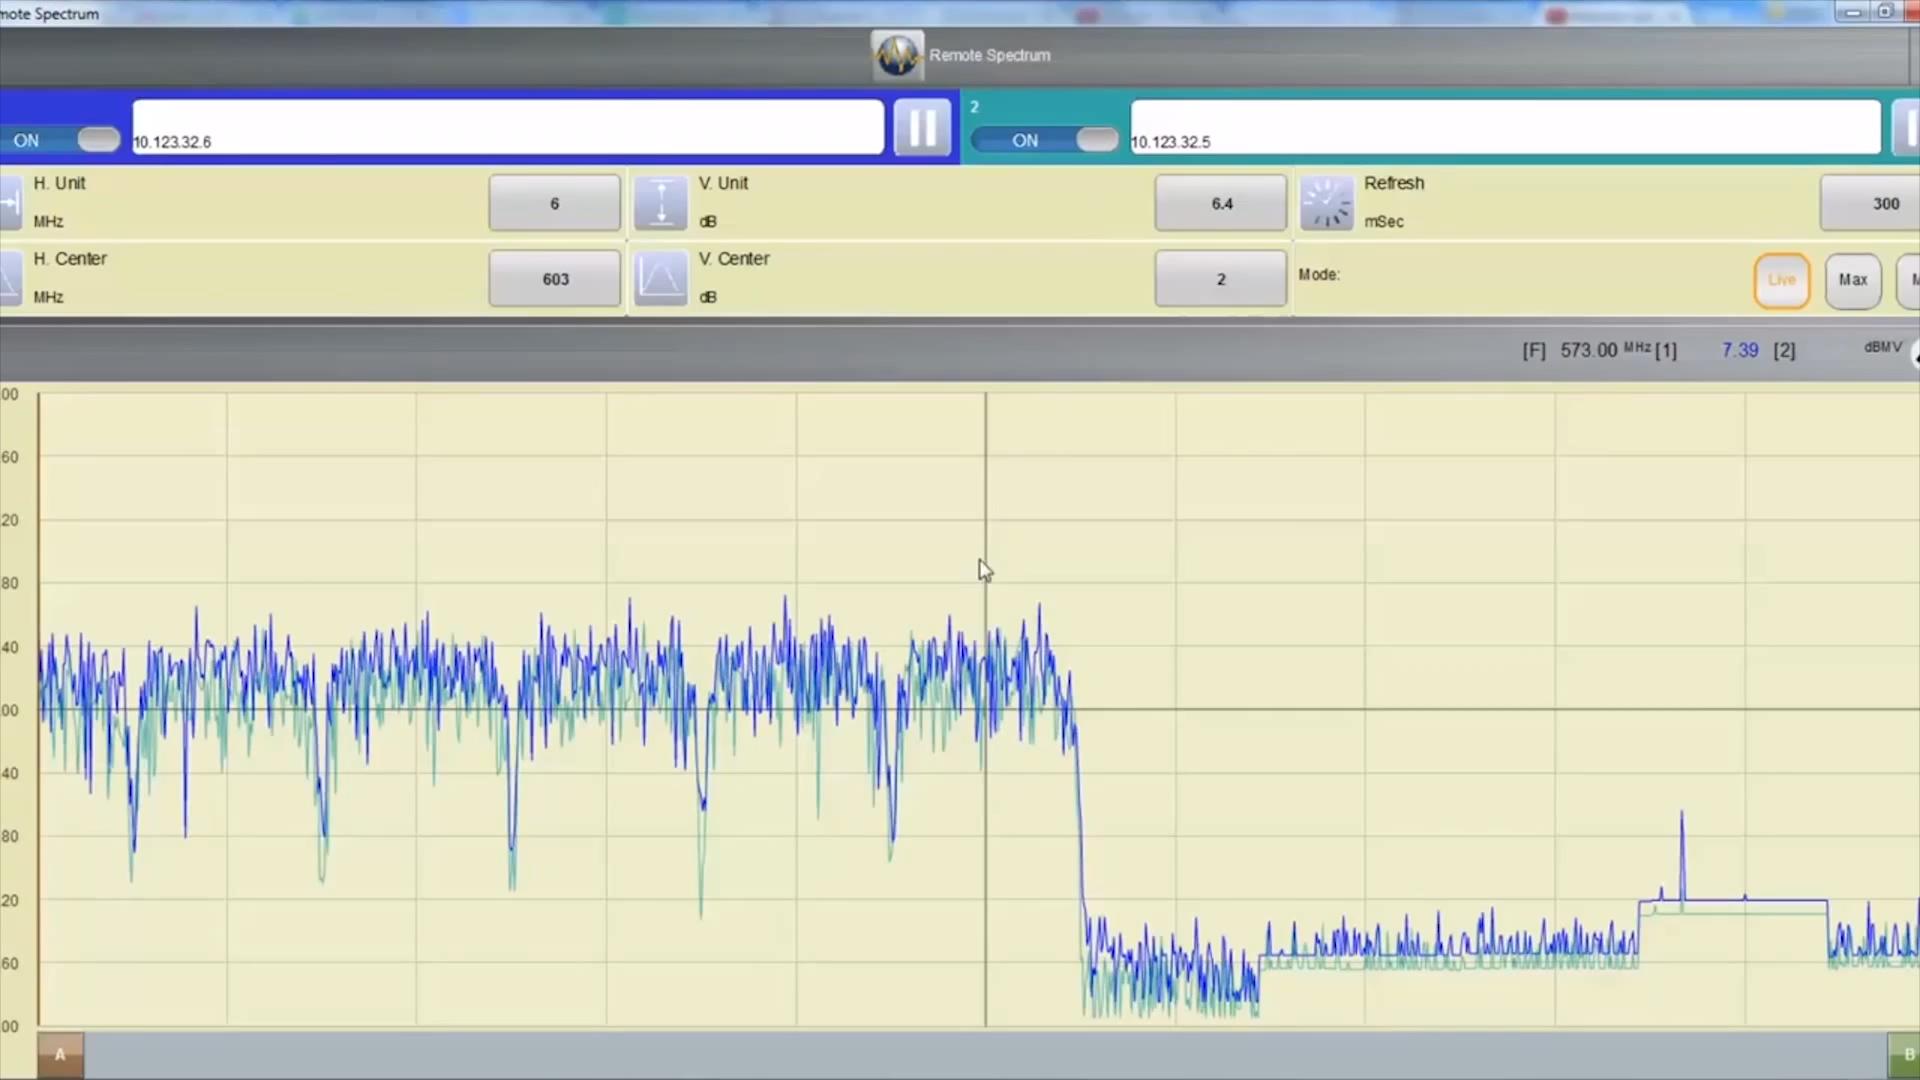 mote Spectrum
Remote Spectrum
ON
10.123.32.6
2
ON
10.123.32.5
H. Unit
MHz
6
V. Unit
dB
6.4
Refresh
mSec
300
H. Center
MHz
603
V. Center
dB
2
Mode:
Live
Max
M
[F] 573.00 MHz [1] 7.39 [2] dBMV
00
60
20
80
40
00
40
80
20
60
00
A
B